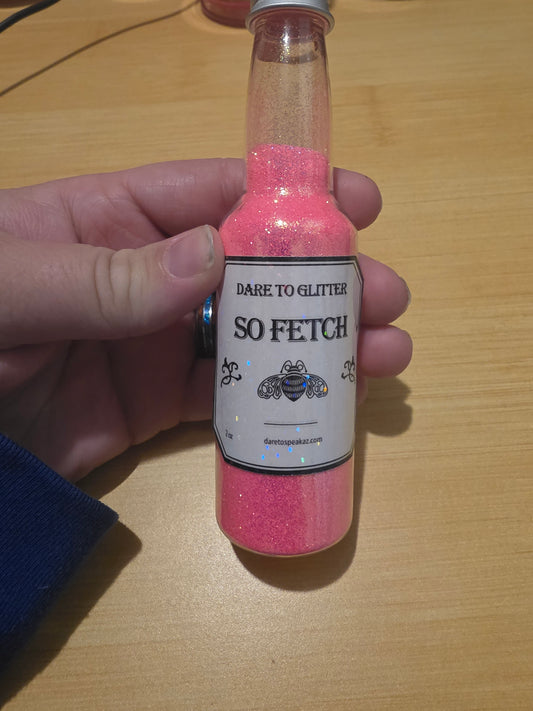 DARE TO GLITTER
SO FETCH
2 oz
daretospeakaz.com